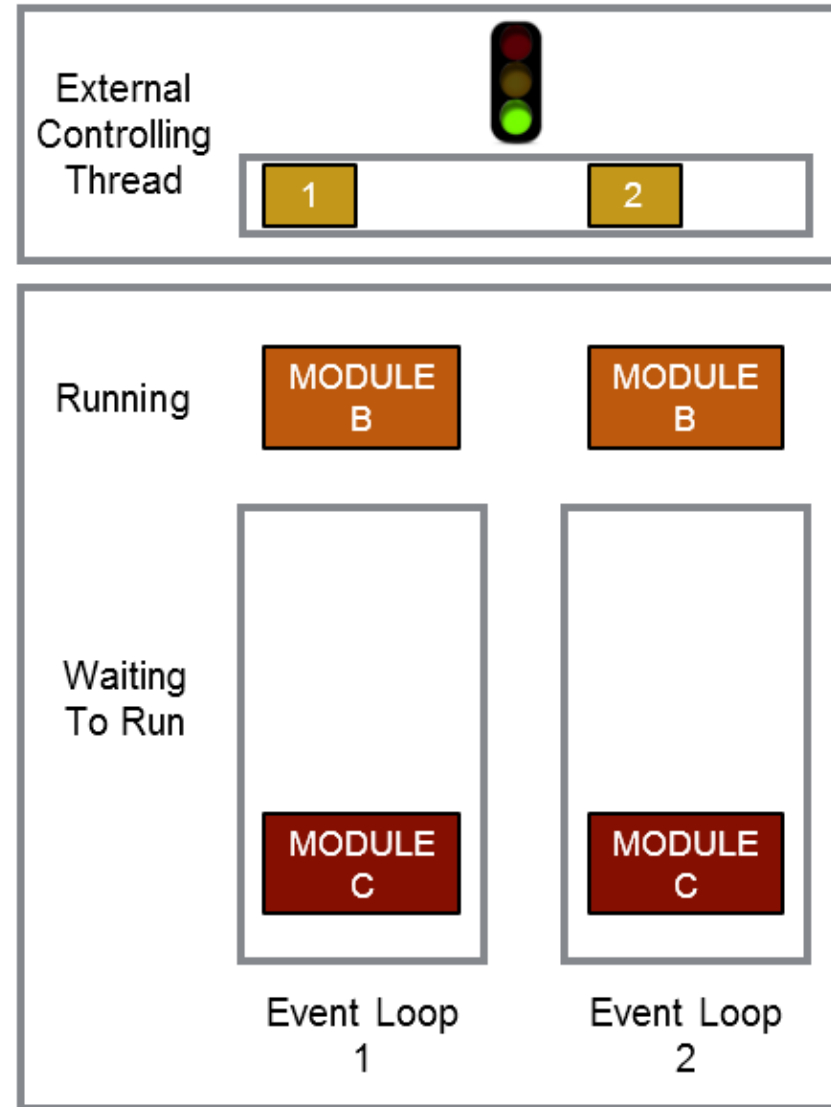 External
Controlling
Thread
1
2
Running
MODULE
B
MODULE
B
Waiting
To Run
MODULE
C
MODULE
C
Event Loop
1
Event Loop
2